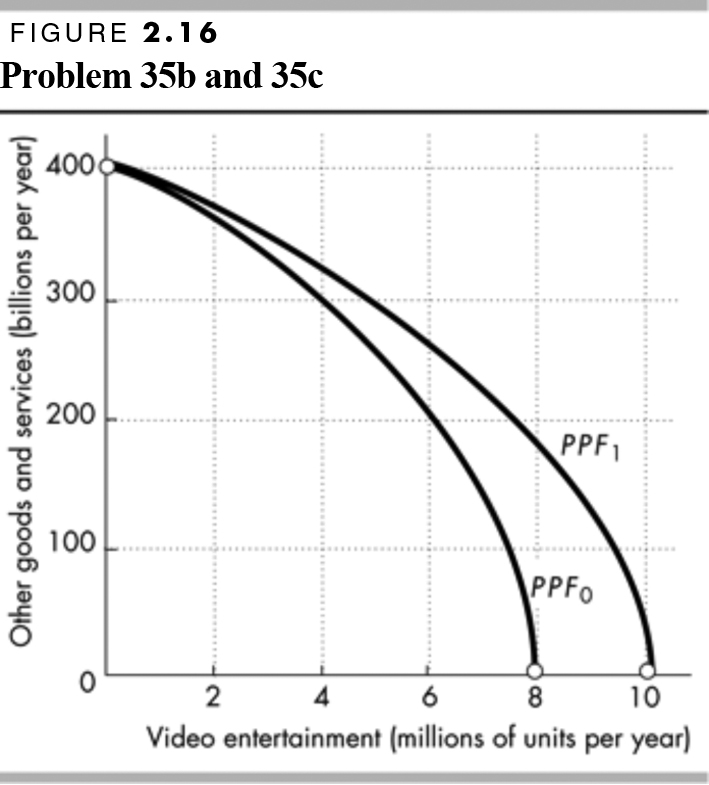 FIGURE 2.16
Problem 35b and 35c
Other goods and services (billions per year)
400
300
200
100
0
PPF1
PPF0
2 4 6 8 10
Video entertainment (millions of units per year)